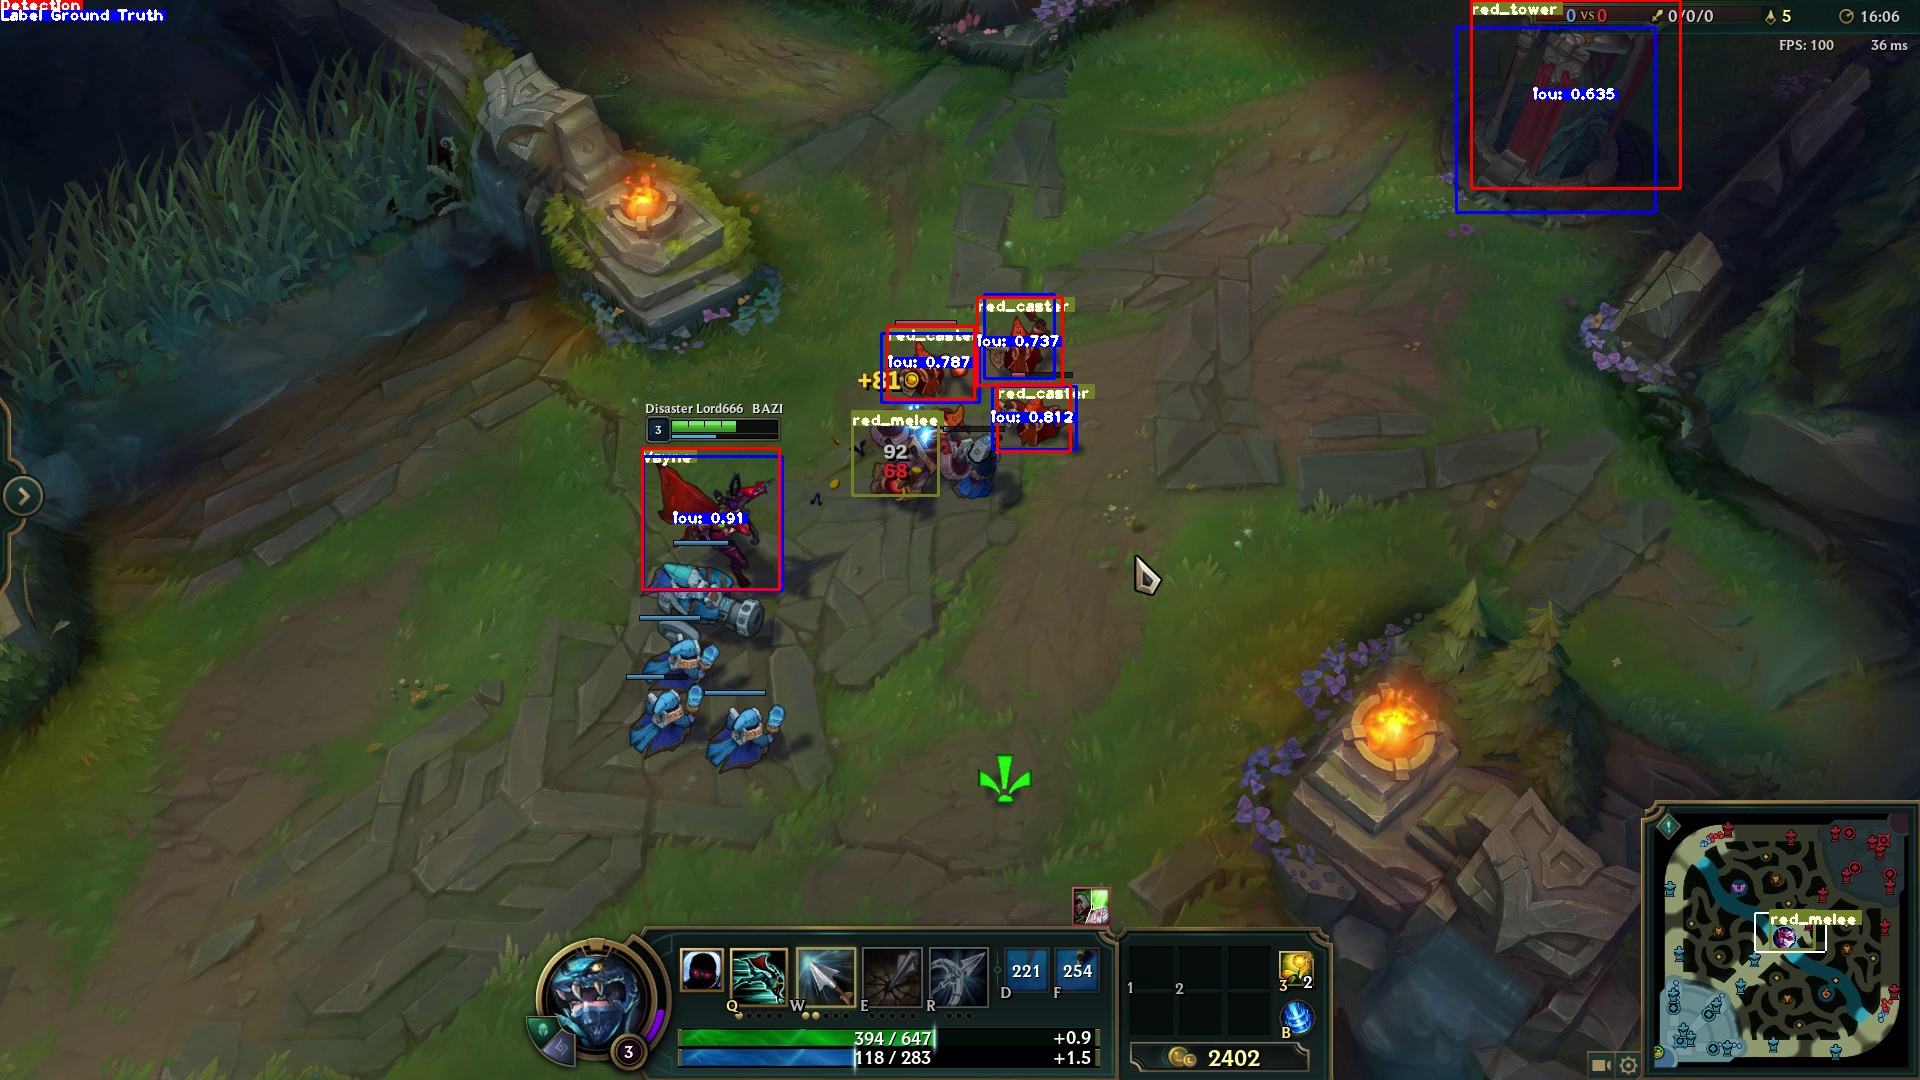 Detection
Label Ground Truth
red_tower
0 vs 0
0/0/0
5
16:06
FPS: 100
36 ms
Iou: 0.635
red_caster
Iou: 0.737
red_caster
Iou: 0.787
+81
red_caster
Iou: 0.812
Disaster Lord666 BAZI
3
red_melee
92
68
Vayne
Iou: 0.91
red_melee
221
254
Q
W
E
R
D
F
1
2
3
2
B
3
394 / 647
+0.9
118 / 283
+1.5
2402